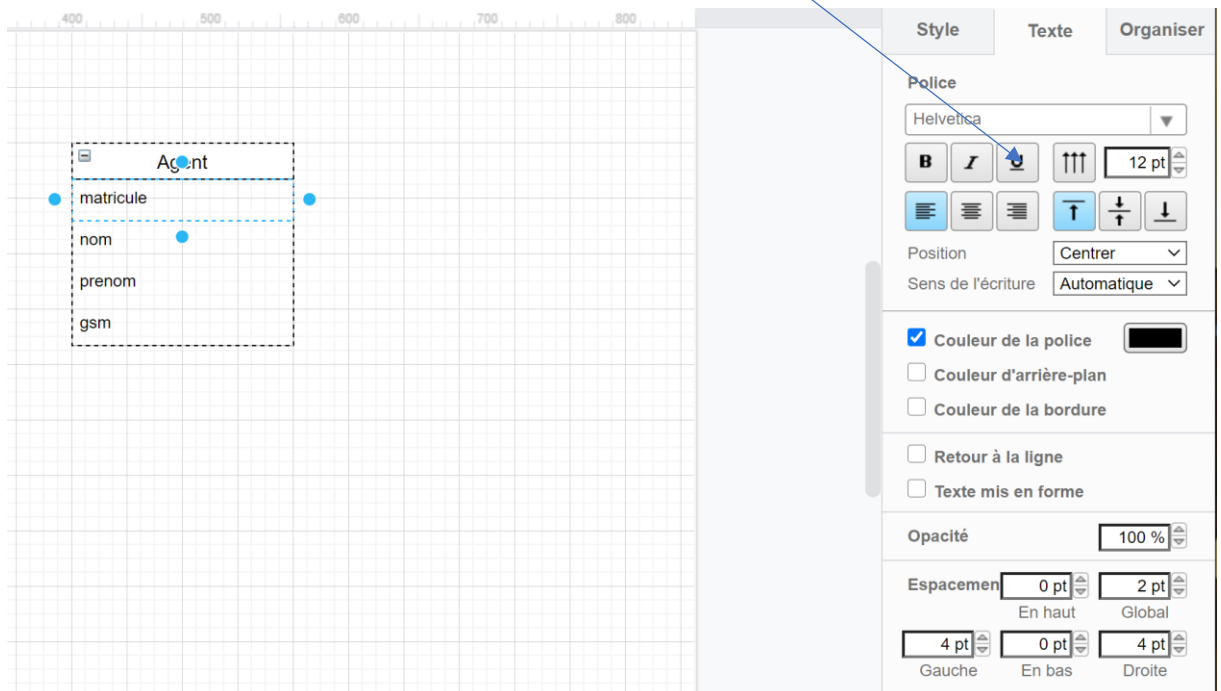 400 500 600 700 800
Agent
matricule
nom
prenom
gsm
Style Texte Organiser
Police
Helvetica
B I U 12 pt
Position Centrer
Sens de l'écriture Automatique
Couleur de la police
Couleur d'arrière-plan
Couleur de la bordure
Retour à la ligne
Texte mis en forme
Opacité 100 %
Espacemen 0 pt 2 pt
En haut Global
4 pt 0 pt 4 pt
Gauche En bas Droite